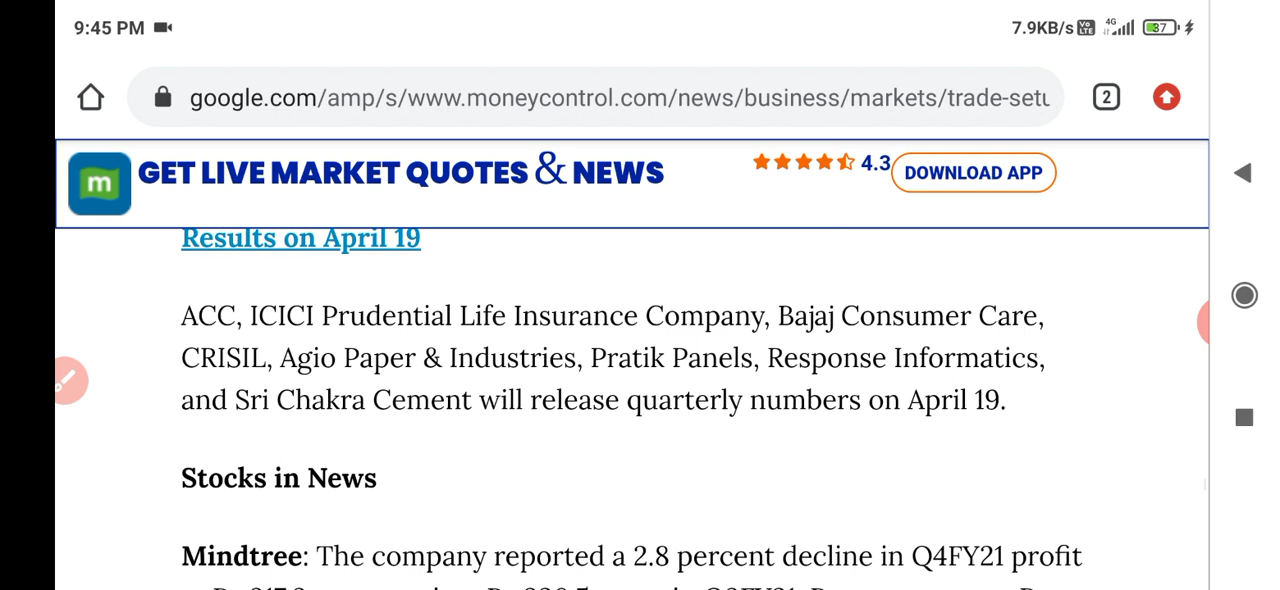 9:45 PM 7.9KB/s Vo LTE 4G 37
google.com/amp/s/www.moneycontrol.com/news/business/markets/trade-setu 2
m GET LIVE MARKET QUOTES & NEWS 4.3 DOWNLOAD APP
Results on April 19
ACC, ICICI Prudential Life Insurance Company, Bajaj Consumer Care,
CRISIL, Agio Paper & Industries, Pratik Panels, Response Informatics,
and Sri Chakra Cement will release quarterly numbers on April 19.
Stocks in News
Mindtree: The company reported a 2.8 percent decline in Q4FY21 profit